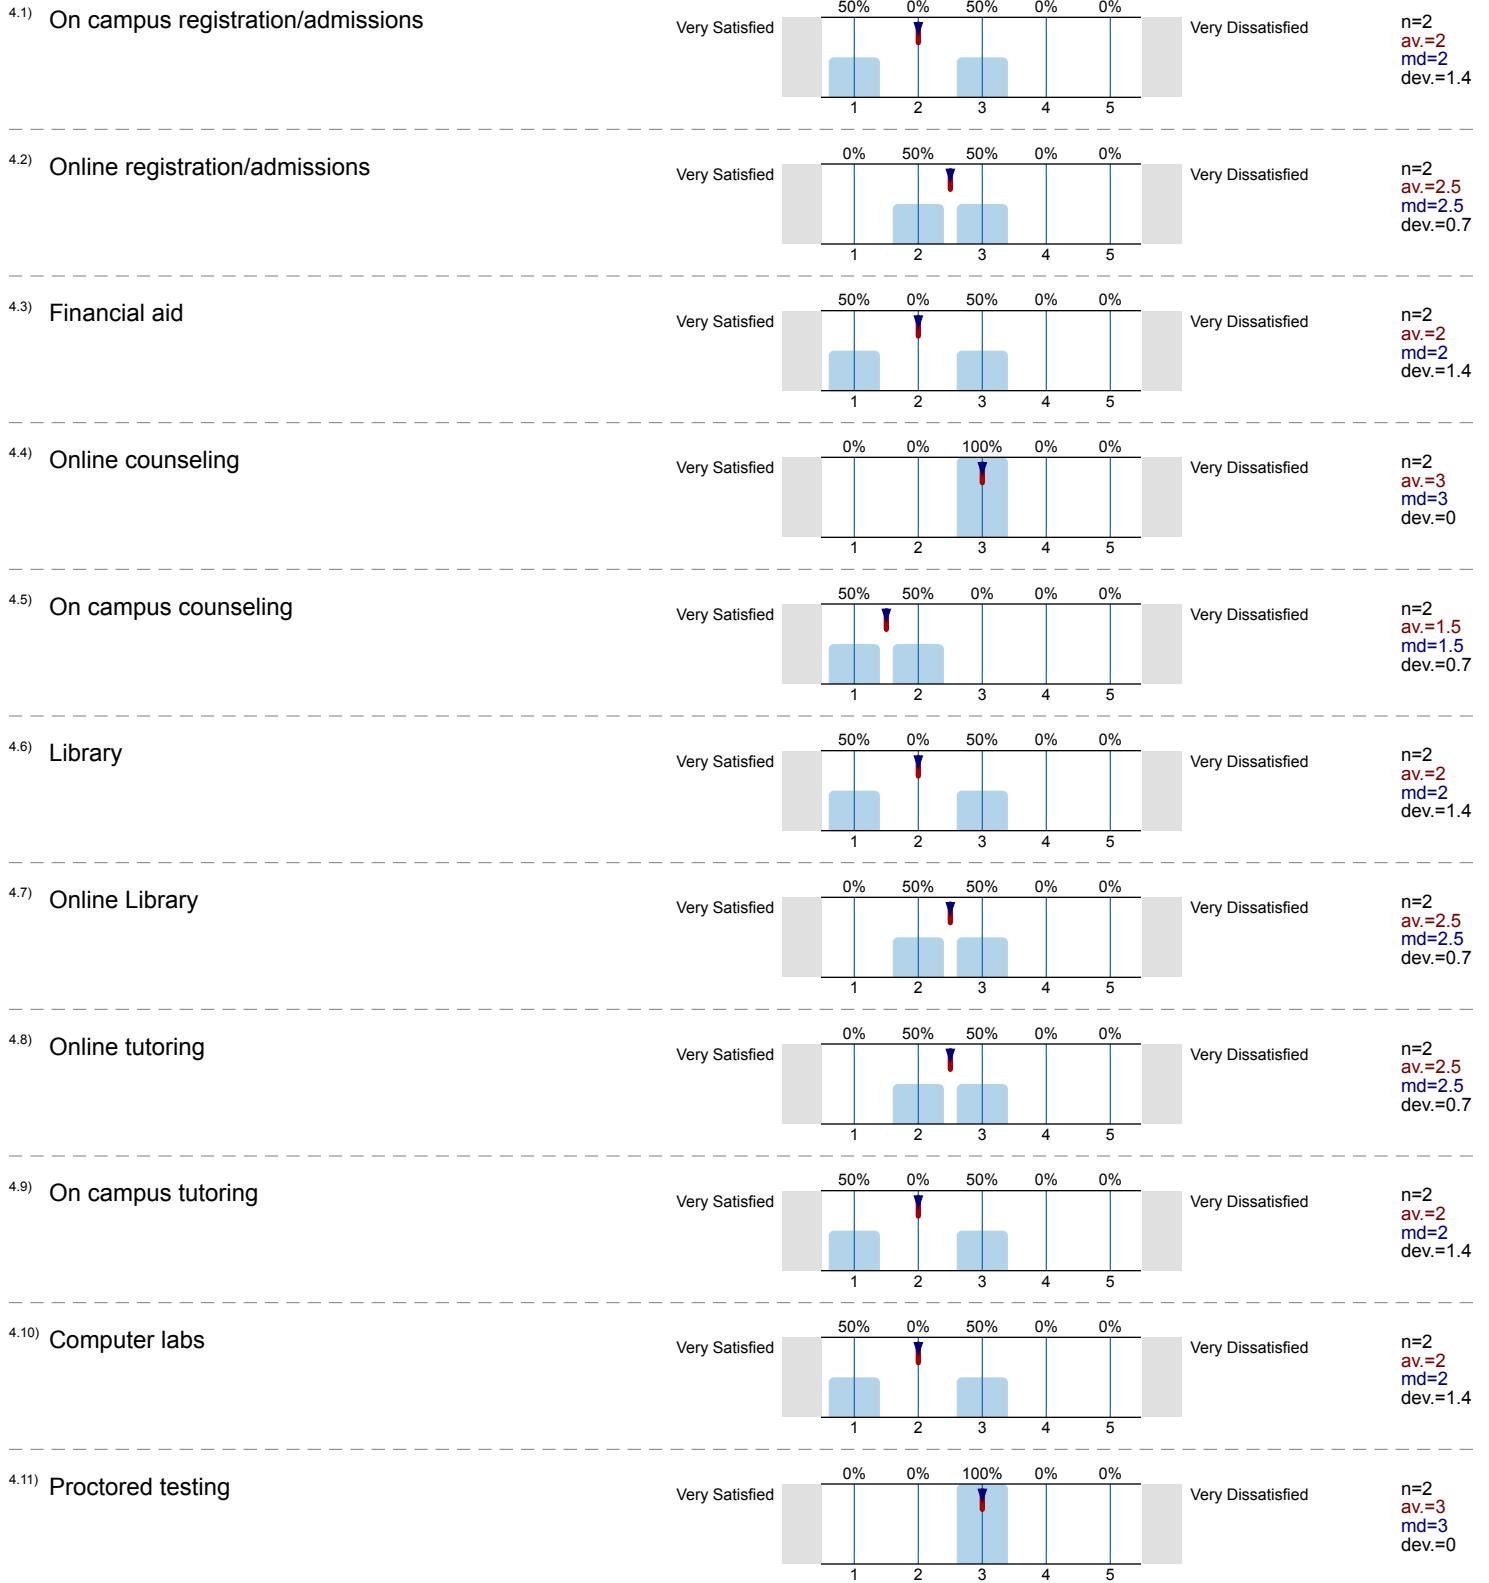 4.1) On campus registration/admissions
50% 0% 50% 0% 0%
Very Satisfied Very Dissatisfied
n=2
av.=2
md=2
dev.=1.4
1 2 3 4 5
4.2) Online registration/admissions
0% 50% 50% 0% 0%
Very Satisfied Very Dissatisfied
n=2
av.=2.5
md=2.5
dev.=0.7
1 2 3 4 5
4.3) Financial aid
50% 0% 50% 0% 0%
Very Satisfied Very Dissatisfied
n=2
av.=2
md=2
dev.=1.4
1 2 3 4 5
4.4) Online counseling
0% 0% 100% 0% 0%
Very Satisfied Very Dissatisfied
n=2
av.=3
md=3
dev.=0
1 2 3 4 5
4.5) On campus counseling
50% 50% 0% 0% 0%
Very Satisfied Very Dissatisfied
n=2
av.=1.5
md=1.5
dev.=0.7
1 2 3 4 5
4.6) Library
50% 0% 50% 0% 0%
Very Satisfied Very Dissatisfied
n=2
av.=2
md=2
dev.=1.4
1 2 3 4 5
4.7) Online Library
0% 50% 50% 0% 0%
Very Satisfied Very Dissatisfied
n=2
av.=2.5
md=2.5
dev.=0.7
1 2 3 4 5
4.8) Online tutoring
0% 50% 50% 0% 0%
Very Satisfied Very Dissatisfied
n=2
av.=2.5
md=2.5
dev.=0.7
1 2 3 4 5
4.9) On campus tutoring
50% 0% 50% 0% 0%
Very Satisfied Very Dissatisfied
n=2
av.=2
md=2
dev.=1.4
1 2 3 4 5
4.10) Computer labs
50% 0% 50% 0% 0%
Very Satisfied Very Dissatisfied
n=2
av.=2
md=2
dev.=1.4
1 2 3 4 5
4.11) Proctored testing
0% 0% 100% 0% 0%
Very Satisfied Very Dissatisfied
n=2
av.=3
md=3
dev.=0
1 2 3 4 5